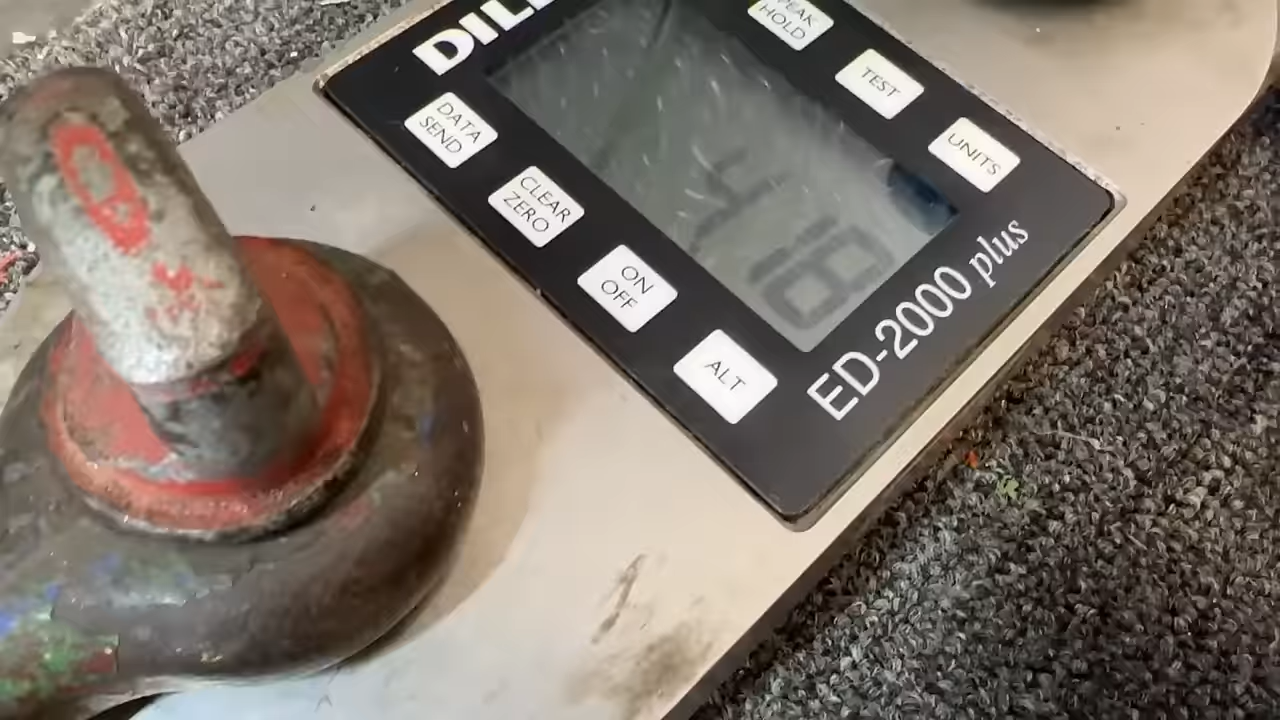 DILL
PEAK
HOLD
TEST
UNITS
DATA
SEND
CLEAR
ZERO
ON
OFF
ALT
ED-2000 plus